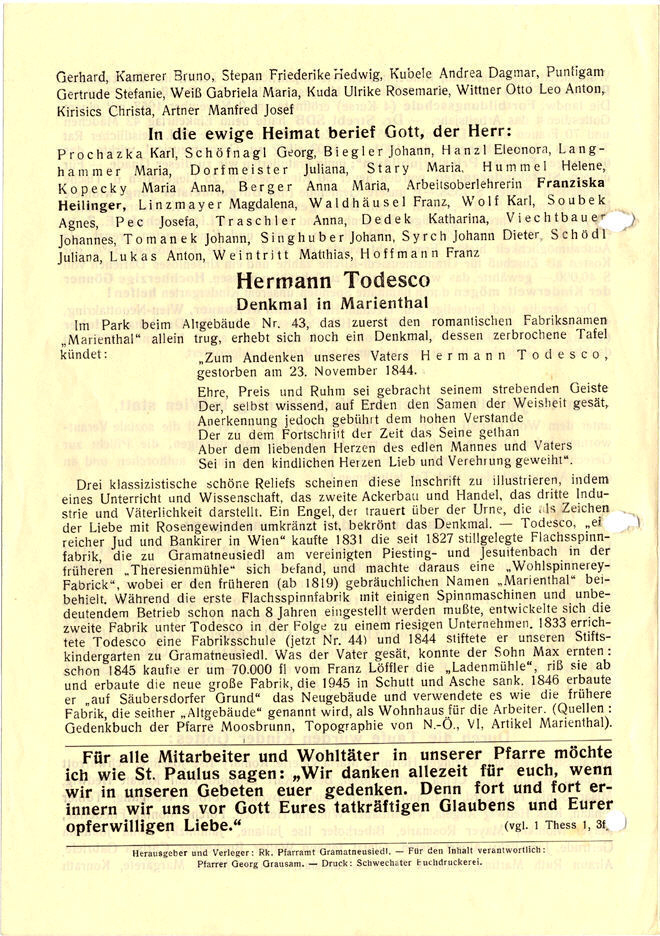 Gerhard, Kamerer Bruno, Stepan Friederike Hedwig, Kubele Andrea Dagmar, Puntigam
Gertrude Stefanie, Weiß Gabriela Maria, Kuda Ulrike Rosemarie, Wittner Otto Leo Anton,
Kirisics Christa, Artner Manfred Josef
In die ewige Heimat berief Gott, der Herr:
Prochazka Karl, Schöfnagl Georg, Biegler Johann, Hanzl Eleonora, Lang-
hammer Maria, Dorfmeister Juliana, Stary Maria, Hummel Helene,
Kopecky Maria Anna, Berger Anna Maria, Arbeitsoberlehrerin Franziska
Heilinger, Linzmayer Magdalena, Waldhäusel Franz, Wolf Karl, Soubek
Agnes, Pec Josefa, Traschler Anna, Dedek Katharina, Viechtbauer
Johannes, Tomanek Johann, Singhuber Johann, Syrch Johann Dieter, Schödl
Juliana, Lukas Anton, Weintritt Matthias, Hoffmann Franz
Hermann Todesco
Denkmal in Marienthal
Im Park beim Altgebäude Nr. 43, das zuerst den romantischen Fabriksnamen
„Marienthal“ allein trug, erhebt sich noch ein Denkmal, dessen zerbrochene Tafel
kündet: „Zum Andenken unseres Vaters Hermann Todesco,
gestorben am 23. November 1844.
Ehre, Preis und Ruhm sei gebracht seinem strebenden Geiste
Der, selbst wissend, auf Erden den Samen der Weisheit gesät,
Anerkennung jedoch gebührt dem hohen Verstande
Der zu dem Fortschritt der Zeit das Seine gethan
Aber dem liebenden Herzen des edlen Mannes und Vaters
Sei in den kindlichen Herzen Lieb und Verehrung geweiht“.
Drei klassizistische schöne Reliefs scheinen diese Inschrift zu illustrieren, indem
eines Unterricht und Wissenschaft, das zweite Ackerbau und Handel, das dritte Indu-
strie und Väterlichkeit darstellt. Ein Engel, der trauert über der Urne, die als Zeichen
der Liebe mit Rosengewinden umkränzt ist, bekrönt das Denkmal. — Todesco, „ei
reicher Jud und Bankirer in Wien“ kaufte 1831 die seit 1827 stillgelegte Flachsspinn-
fabrik, die zu Gramatneusiedl am vereinigten Piesting- und Jesuitenbach in der
früheren „Theresienmühle“ sich befand, und machte daraus eine „Wohlspinnerey-
Fabrick“, wobei er den früheren (ab 1819) gebräuchlichen Namen „Marienthal“ bei-
behielt. Während die erste Flachsspinnfabrik mit einigen Spinnmaschinen und unbe-
deutendem Betrieb schon nach 8 Jahren eingestellt werden mußte, entwickelte sich die
zweite Fabrik unter Todesco in der Folge zu einem riesigen Unternehmen. 1833 errich-
tete Todesco eine Fabriksschule (jetzt Nr. 44) und 1844 stiftete er unseren Stifts-
kindergarten zu Gramatneusiedl. Was der Vater gesät, konnte der Sohn Max ernten:
schon 1845 kaufte er um 70.000 fl vom Franz Löffler die „Ladenmühle“, riß sie ab
und erbaute die neue große Fabrik, die 1945 in Schutt und Asche sank. 1846 erbaute
er „auf Säubersdorfer Grund“ das Neugebäude und verwendete es wie die frühere
Fabrik, die seither „Altgebäude“ genannt wird, als Wohnhaus für die Arbeiter. (Quellen:
Gedenkbuch der Pfarre Moosbrunn, Topographie von N.-Ö., VI, Artikel Marienthal).
Für alle Mitarbeiter und Wohltäter in unserer Pfarre möchte
ich wie St. Paulus sagen: „Wir danken allezeit für euch, wenn
wir in unseren Gebeten euer gedenken. Denn fort und fort er-
innern wir uns vor Gott Eures tatkräftigen Glaubens und Eurer
opferwilligen Liebe.“ (vgl. 1 Thess 1, 3f.
Herausgeber und Verleger: Rk. Pfarramt Gramatneusiedl. — Für den Inhalt verantwortlich:
Pfarrer Georg Grausam. — Druck: Schwechater Buchdruckerei.